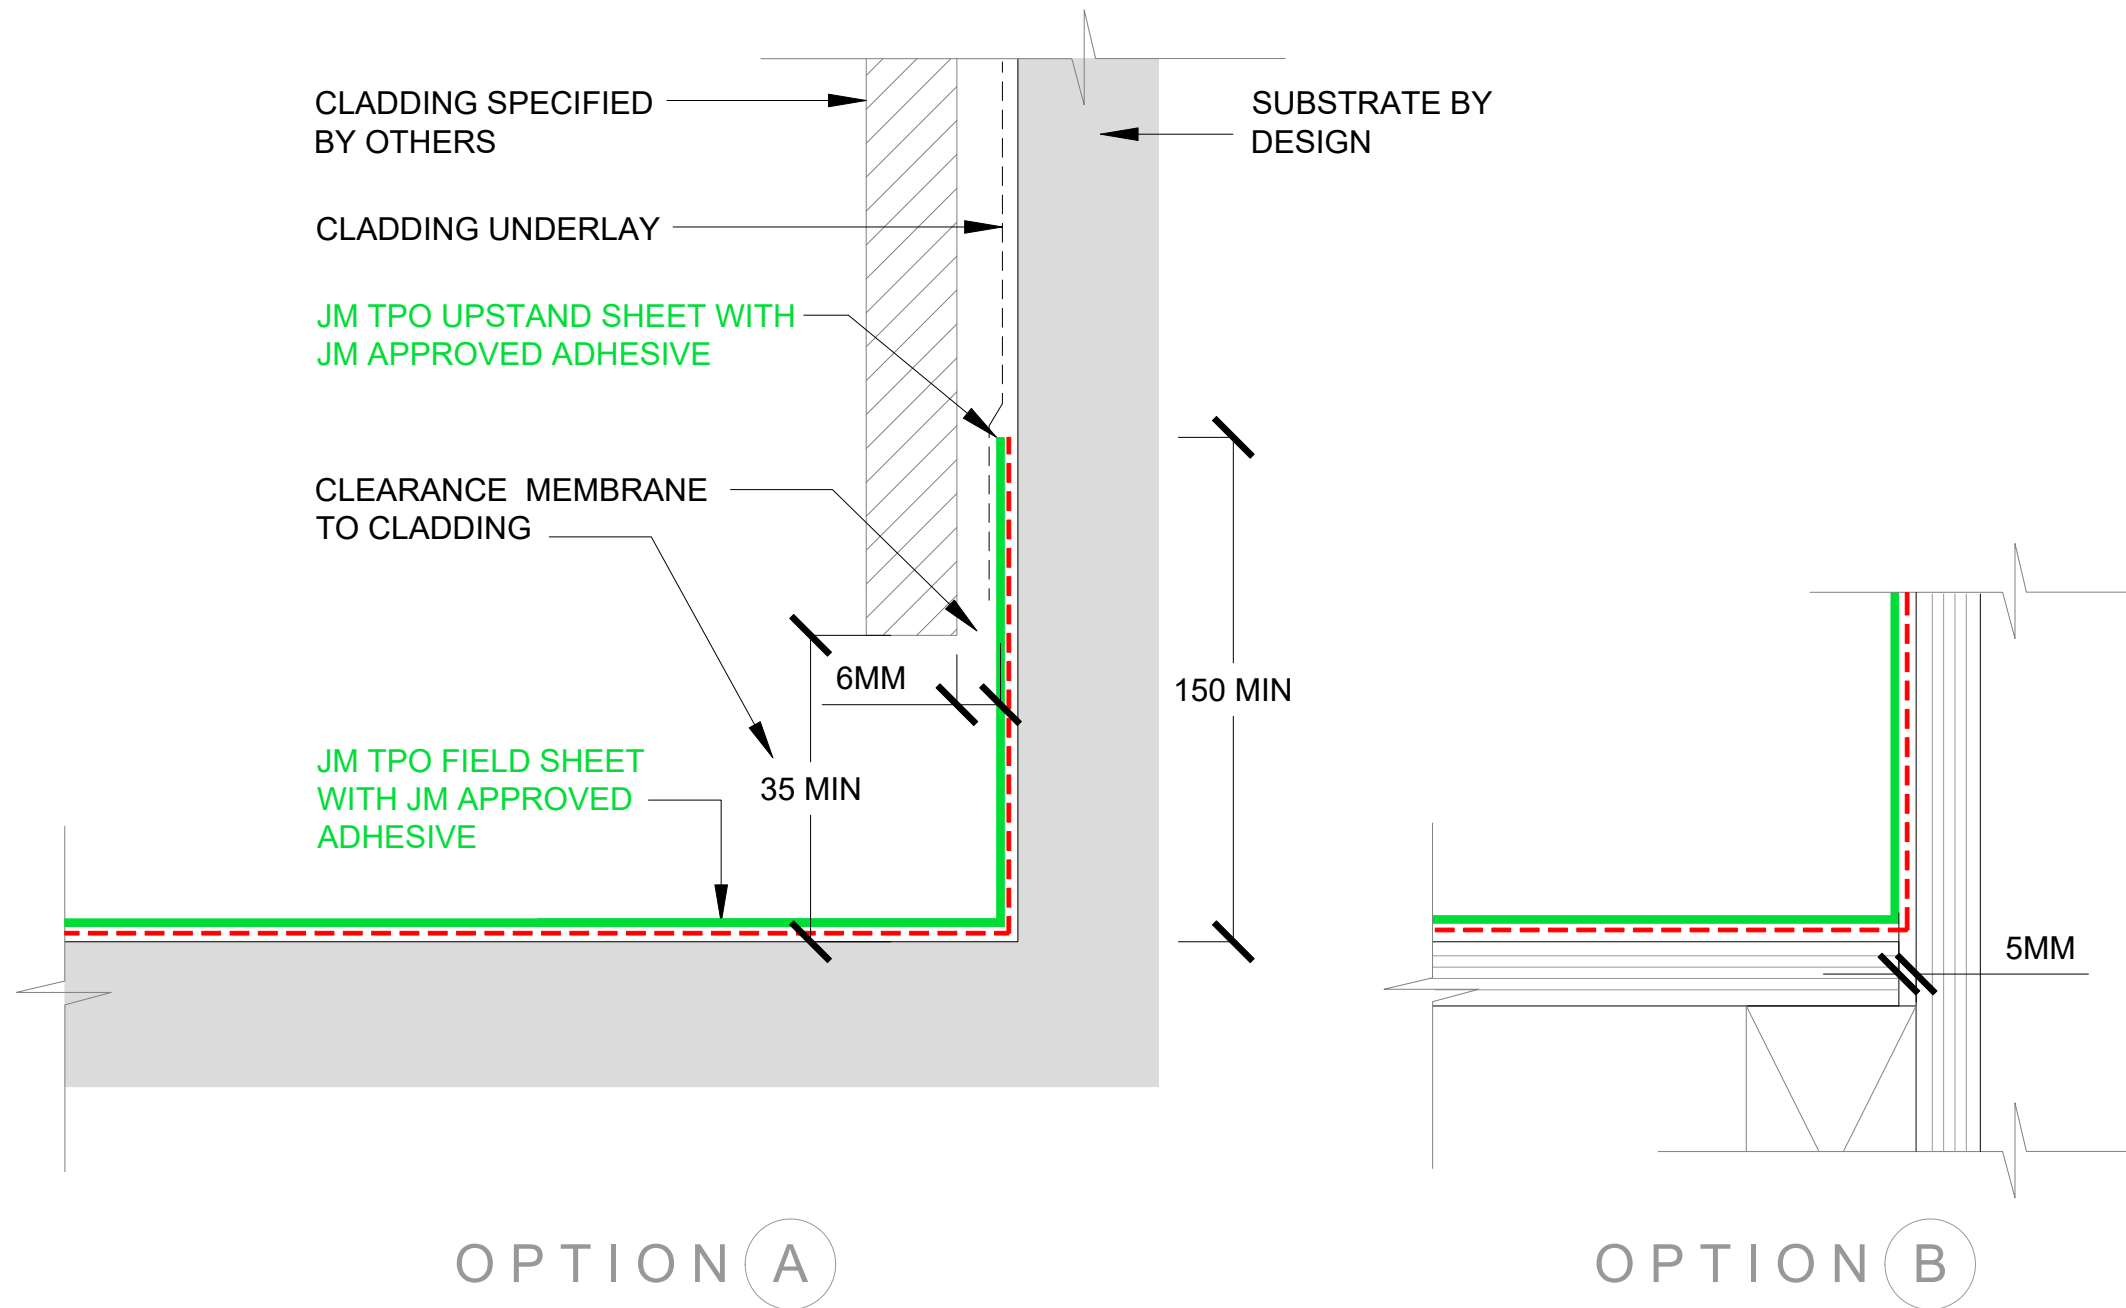 CLADDING SPECIFIED
BY OTHERS
SUBSTRATE BY
DESIGN
CLADDING UNDERLAY
JM TPO UPSTAND SHEET WITH
JM APPROVED ADHESIVE
CLEARANCE MEMBRANE
TO CLADDING
6MM
150 MIN
JM TPO FIELD SHEET
WITH JM APPROVED
ADHESIVE
35 MIN
5MM
OPTION A
OPTION B